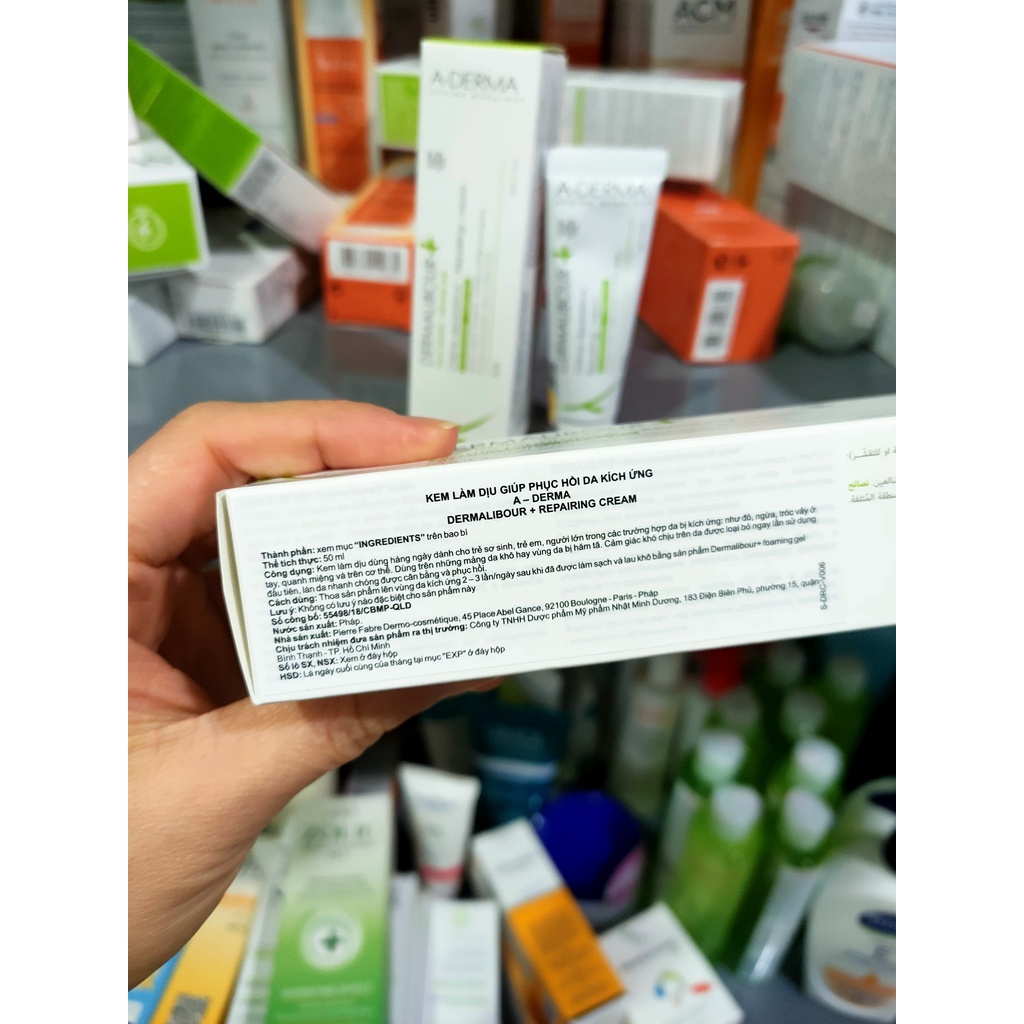 ACM
A-DERMA
A-DERMA
DERMALIBOUR+
DERMALIBOUR+
KEM LÀM DỊU GIÚP PHỤC HỒI DA KÍCH ỨNG
A – DERMA
DERMALIBOUR + REPAIRING CREAM
Thành phần: xem mục "INGREDIENTS" trên bao bì
Thể tích thực: 50 ml
Công dụng: Kem làm dịu dùng hàng ngày dành cho trẻ sơ sinh, trẻ em, người lớn trong các trường hợp da bị kích ứng: như đỏ, ngứa, tróc vảy ở
tay, quanh miệng và trên cơ thể. Dùng trên những mảng da khô hay vùng da bị hăm tã. Cảm giác khó chịu trên da được loại bỏ ngay lần sử dụng
đầu tiên, làn da nhanh chóng được cân bằng và phục hồi.
Cách dùng: Thoa sản phẩm lên vùng da kích ứng 2 – 3 lần/ngày sau khi đã được làm sạch và lau khô bằng sản phẩm Dermalibour+ foaming gel
Lưu ý: Không có lưu ý nào đặc biệt cho sản phẩm này
Số công bố: 55498/18/CBMP-QLD
Nước sản xuất: Pháp.
Nhà sản xuất: Pierre Fabre Dermo-cosmétique, 45 Place Abel Gance, 92100 Boulogne - Paris - Pháp
Chịu trách nhiệm đưa sản phẩm ra thị trường: Công ty TNHH Dược phẩm Mỹ phẩm Nhật Minh Dương, 183 Điện Biên Phủ, phường 15, quận
Bình Thạnh - TP. Hồ Chí Minh
Số lô SX, NSX: Xem ở đáy hộp
HSD: Là ngày cuối cùng của tháng tại mục "EXP" ở đáy hộp
S-DRC-V006